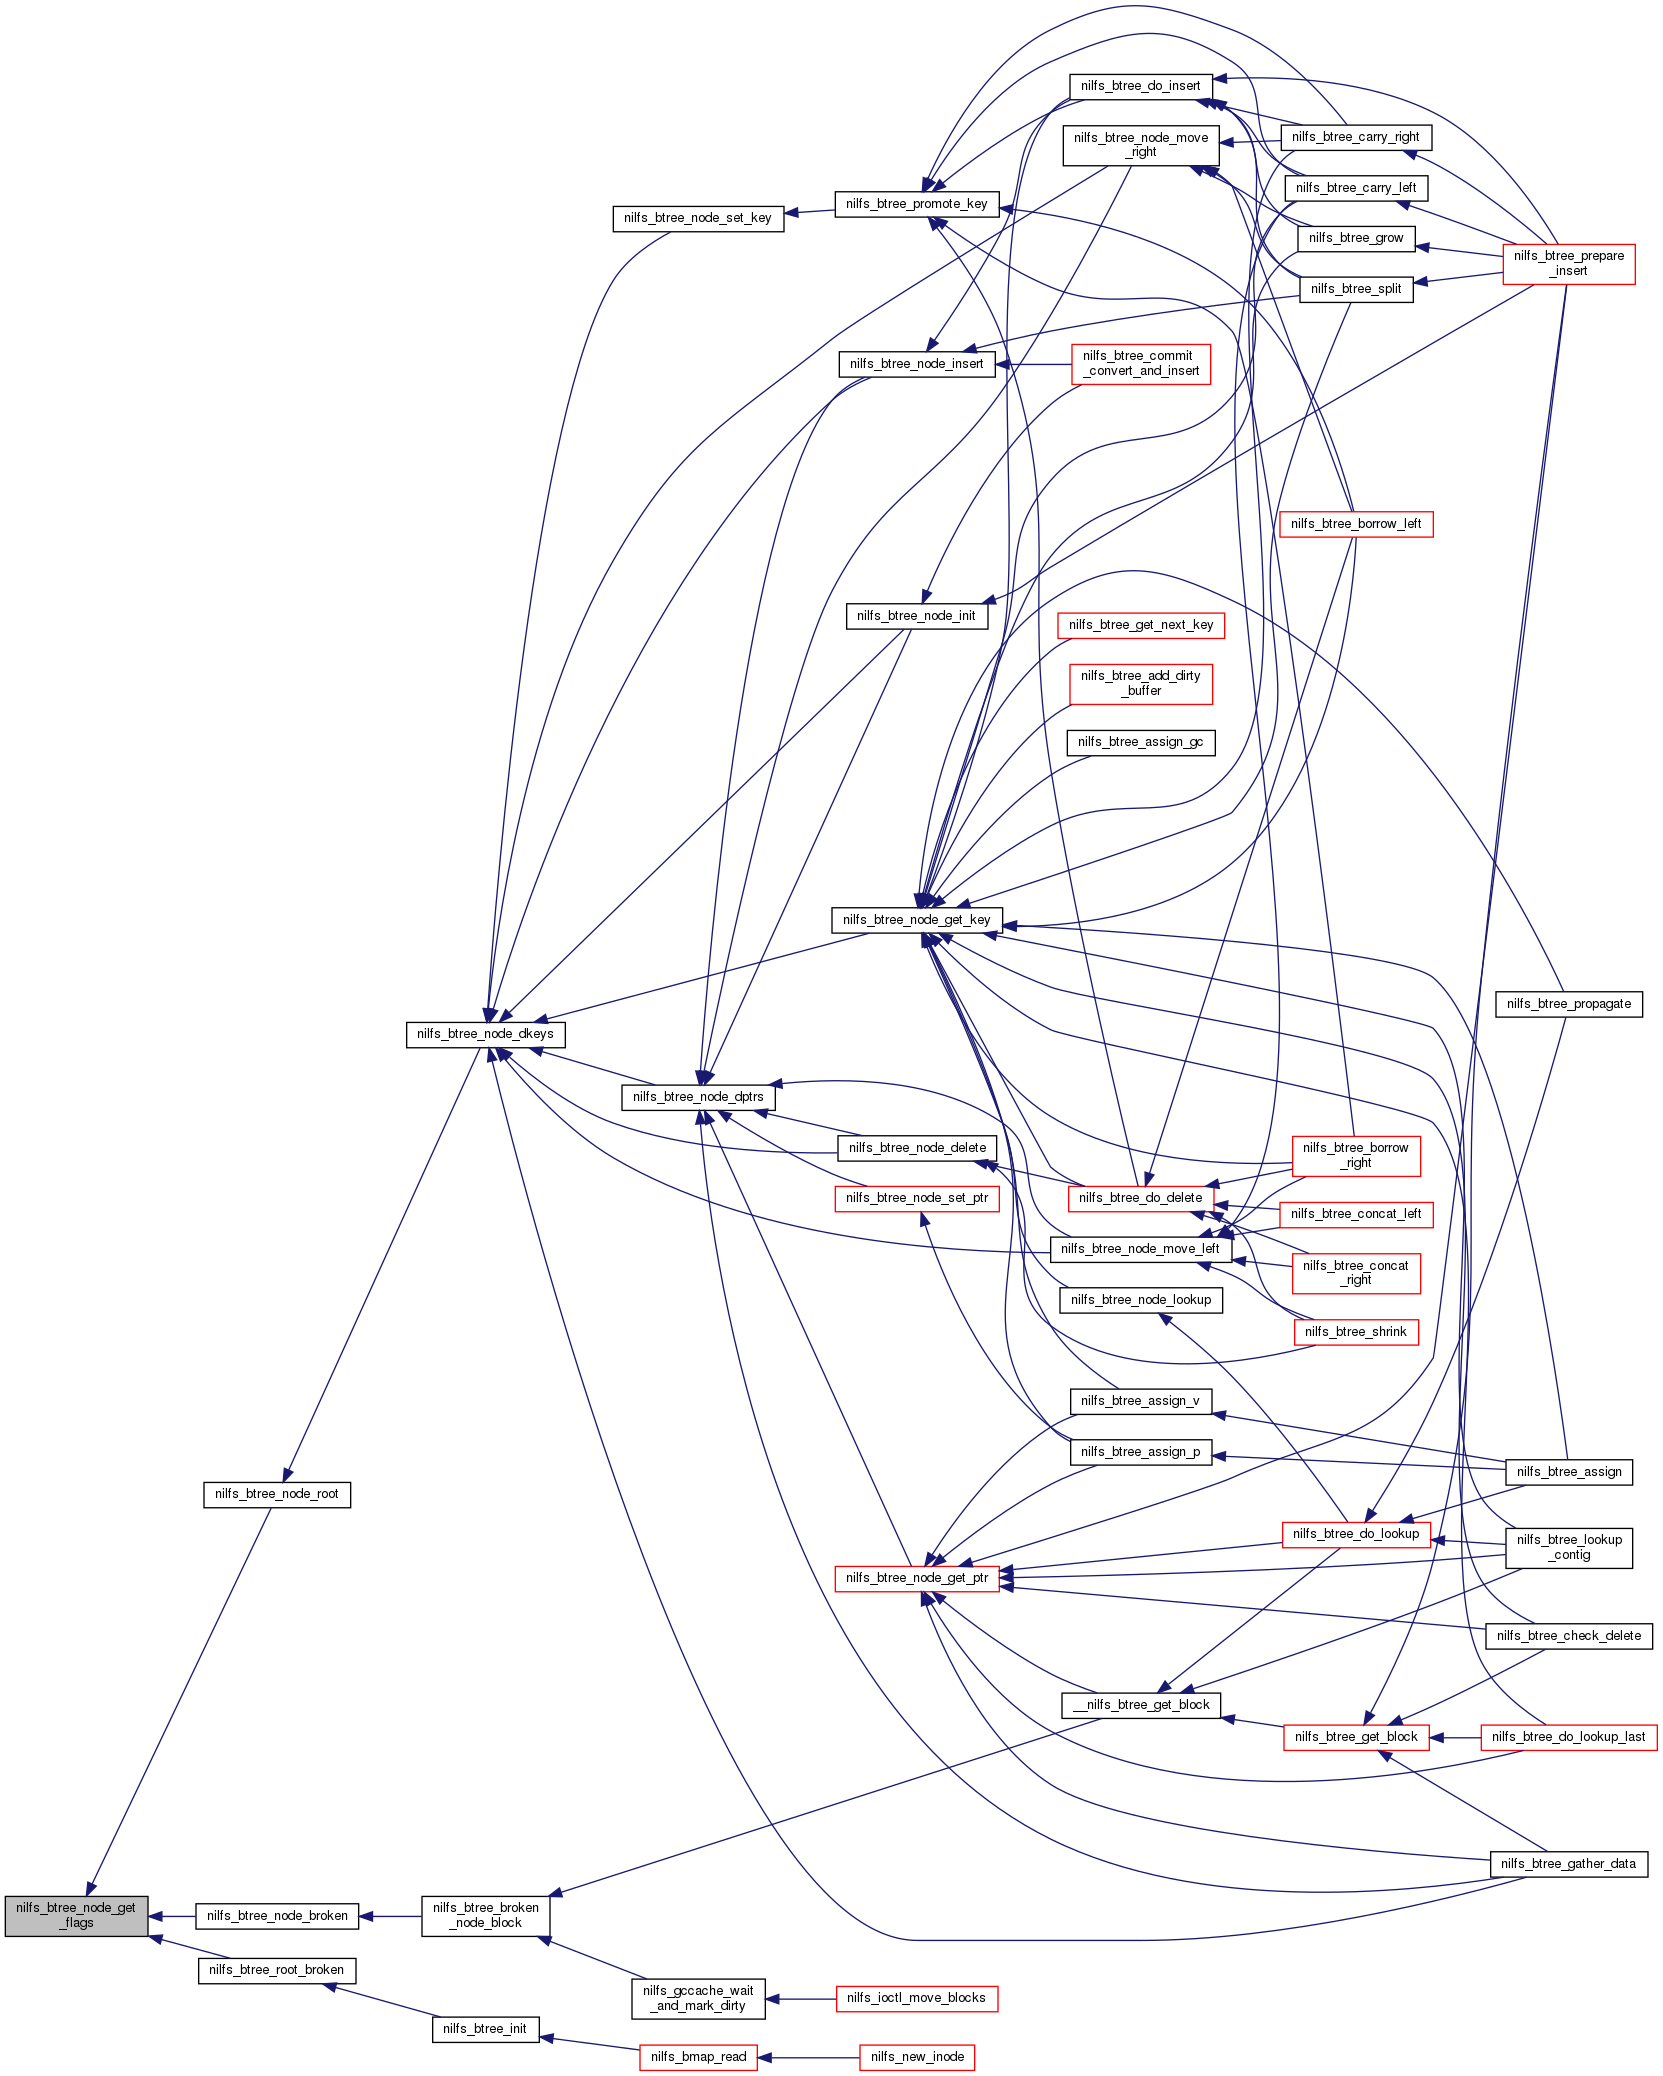 nilfs_btree_do_insert
nilfs_btree_carry_right
nilfs_btree_node_move
_right
nilfs_btree_carry_left
nilfs_btree_promote_key
nilfs_btree_node_set_key
nilfs_btree_grow
nilfs_btree_prepare
_insert
nilfs_btree_split
nilfs_btree_node_insert
nilfs_btree_commit
_convert_and_insert
nilfs_btree_borrow_left
nilfs_btree_node_init
nilfs_btree_get_next_key
nilfs_btree_add_dirty
_buffer
nilfs_btree_assign_gc
nilfs_btree_node_get_key
nilfs_btree_propagate
nilfs_btree_node_dkeys
nilfs_btree_node_dptrs
nilfs_btree_node_delete
nilfs_btree_borrow
_right
nilfs_btree_node_set_ptr
nilfs_btree_do_delete
nilfs_btree_concat_left
nilfs_btree_node_move_left
nilfs_btree_concat
_right
nilfs_btree_node_lookup
nilfs_btree_shrink
nilfs_btree_assign_v
nilfs_btree_assign_p
nilfs_btree_assign
nilfs_btree_node_root
nilfs_btree_do_lookup
nilfs_btree_lookup
_contig
nilfs_btree_node_get_ptr
nilfs_btree_check_delete
__nilfs_btree_get_block
nilfs_btree_get_block
nilfs_btree_do_lookup_last
nilfs_btree_gather_data
nilfs_btree_node_get
_flags
nilfs_btree_node_broken
nilfs_btree_broken
_node_block
nilfs_btree_root_broken
nilfs_gccache_wait
_and_mark_dirty
nilfs_ioctl_move_blocks
nilfs_btree_init
nilfs_bmap_read
nilfs_new_inode